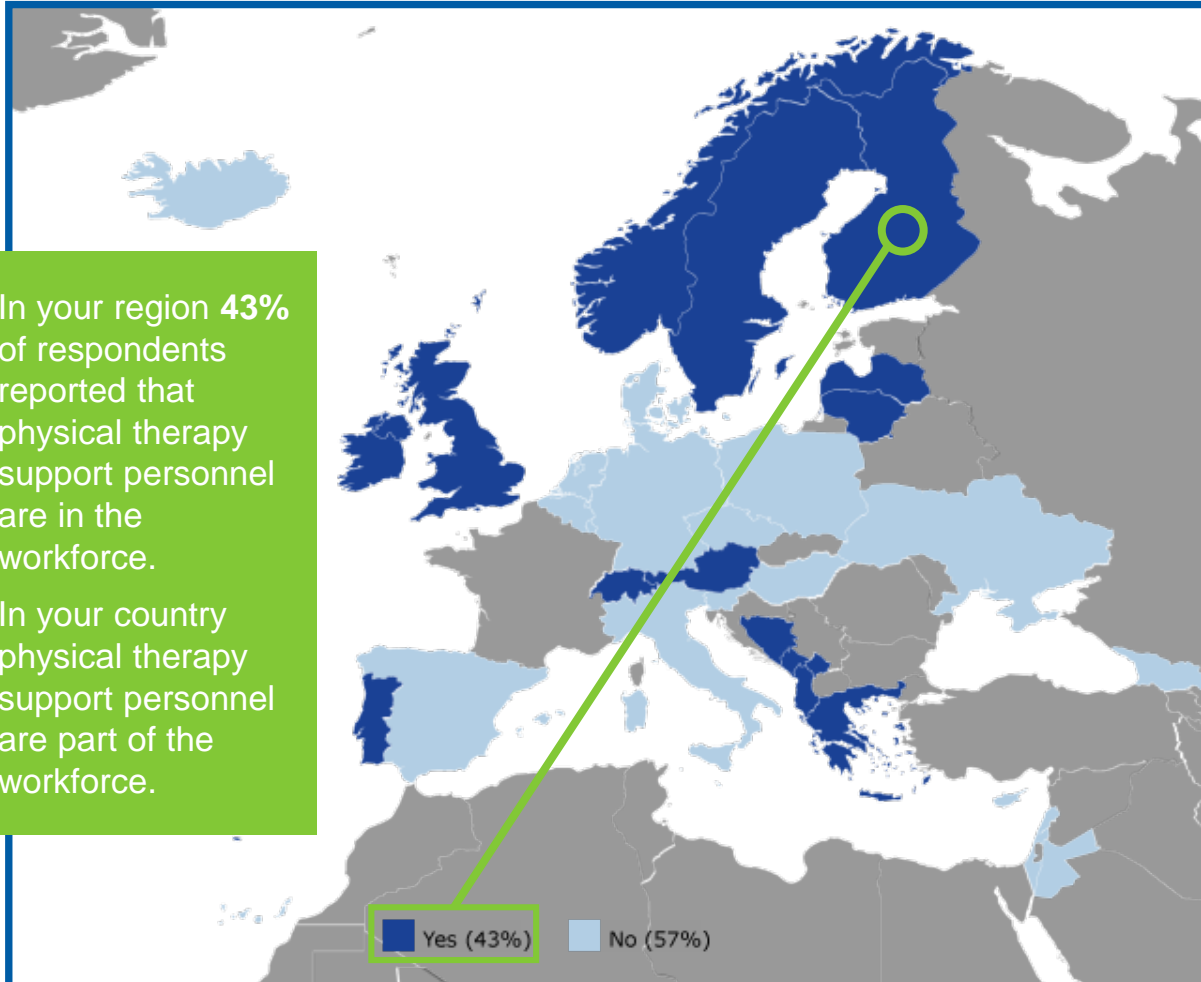 In your region 43%
of respondents
reported that
physical therapy
support personnel
are in the
workforce.
In your country
physical therapy
support personnel
are part of the
workforce.
Yes (43%)
No (57%)